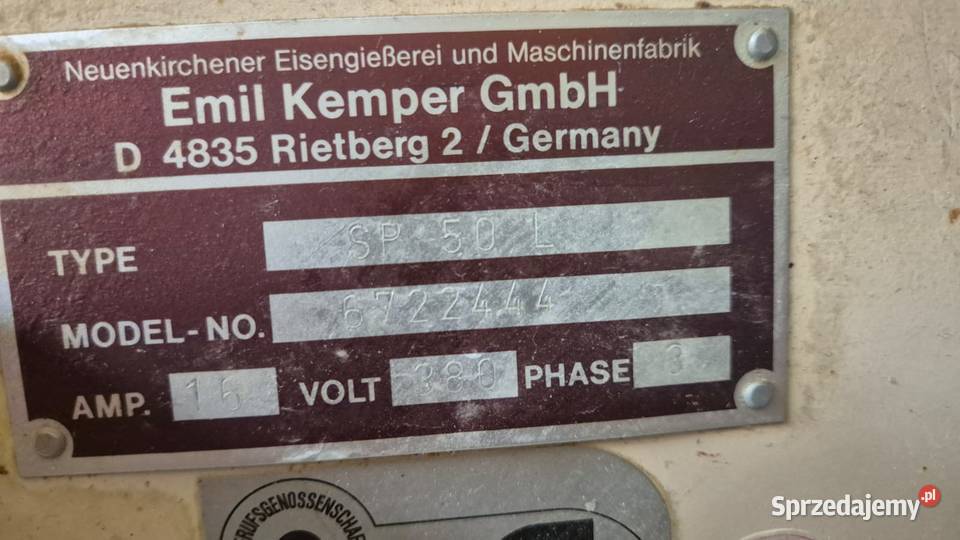 Neuenkirchener Eisengießerei und Maschinenfabrik
Emil Kemper GmbH
D 4835 Rietberg 2 / Germany
TYPE SP 50 L
MODEL-NO. 6722444
AMP. 16 VOLT 380 PHASE 3
RUFSGENOSSENSCHAF
Sprzedajemy.pl